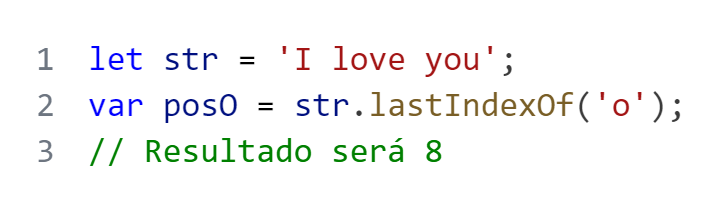 1 let str = 'I love you';
2 var posO = str.lastIndexOf('o');
3 // Resultado será 8